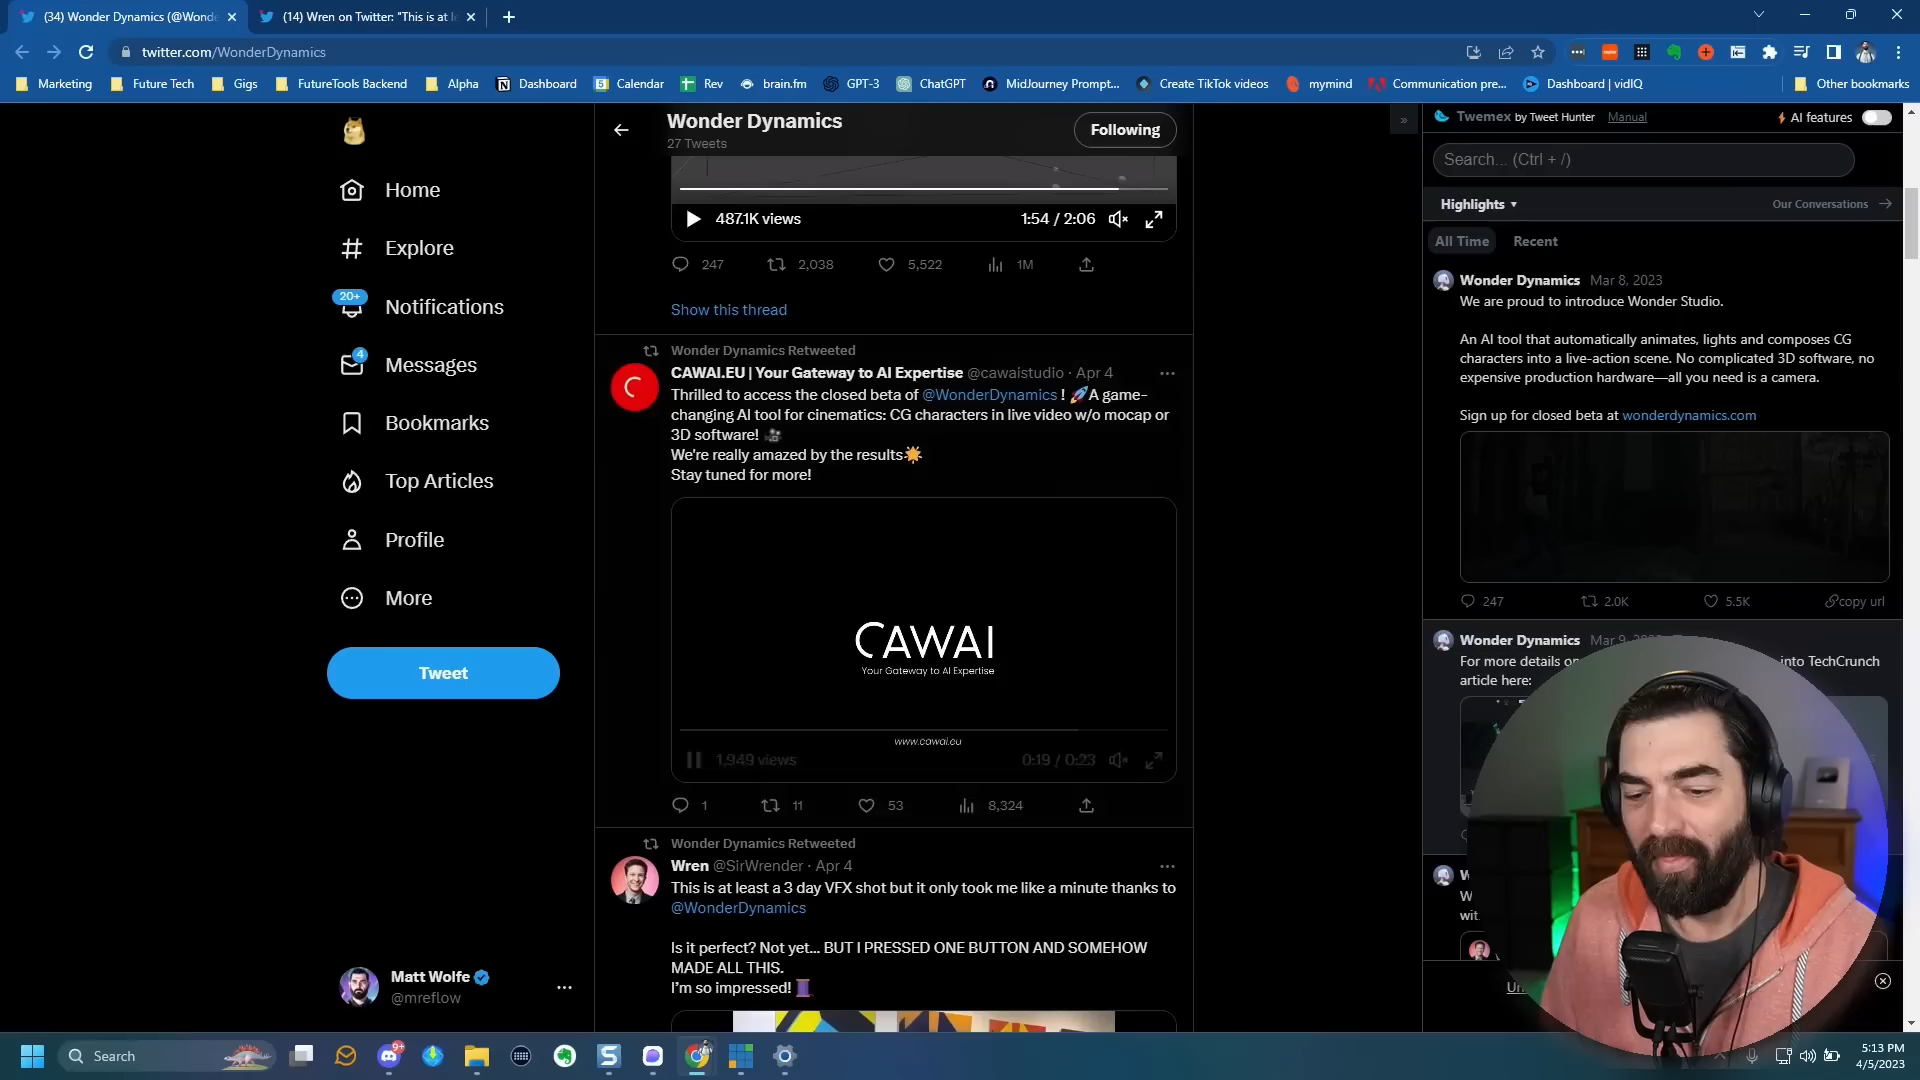 (34) Wonder Dynamics (@Wonde
(14) Wren on Twitter: "This is at le
twitter.com/WonderDynamics
Marketing
Future Tech
Gigs
FutureTools Backend
Alpha
Dashboard
Calendar
Rev
brain.fm
GPT-3
ChatGPT
MidJourney Prompt...
Create TikTok videos
mymind
Communication pre...
Dashboard | vidIQ
Other bookmarks
Home
Explore
20+
Notifications
4
Messages
Bookmarks
Top Articles
Profile
More
Tweet
Matt Wolfe
@mreflow
Wonder Dynamics
27 Tweets
Following
487.1K views
1:54 / 2:06
247
2,038
5,522
1M
Show this thread
Wonder Dynamics Retweeted
CAWAI.EU | Your Gateway to AI Expertise @cawaistudio · Apr 4
Thrilled to access the closed beta of @WonderDynamics ! 🚀A game-
changing AI tool for cinematics: CG characters in live video w/o mocap or
3D software! 🎥
We're really amazed by the results🌟
Stay tuned for more!
CAWAI
Your Gateway to AI Expertise
www.cawai.eu
1,949 views
0:19 / 0:23
1
11
53
8,324
Wonder Dynamics Retweeted
Wren @SirWrender · Apr 4
This is at least a 3 day VFX shot but it only took me like a minute thanks to
@WonderDynamics
Is it perfect? Not yet... BUT I PRESSED ONE BUTTON AND SOMEHOW
MADE ALL THIS.
I'm so impressed! 🧵
Twemex by Tweet Hunter
Manual
AI features
Search... (Ctrl + /)
Highlights
Our Conversations
All Time
Recent
Wonder Dynamics Mar 8, 2023
We are proud to introduce Wonder Studio.
An AI tool that automatically animates, lights and composes CG
characters into a live-action scene. No complicated 3D software, no
expensive production hardware—all you need is a camera.
Sign up for closed beta at wonderdynamics.com
247
2.0K
5.5K
copy url
Wonder Dynamics Mar 9,
For more details on
into TechCrunch
article here:
W
W
wit
Un
Search
9+
5:13 PM
4/5/2023